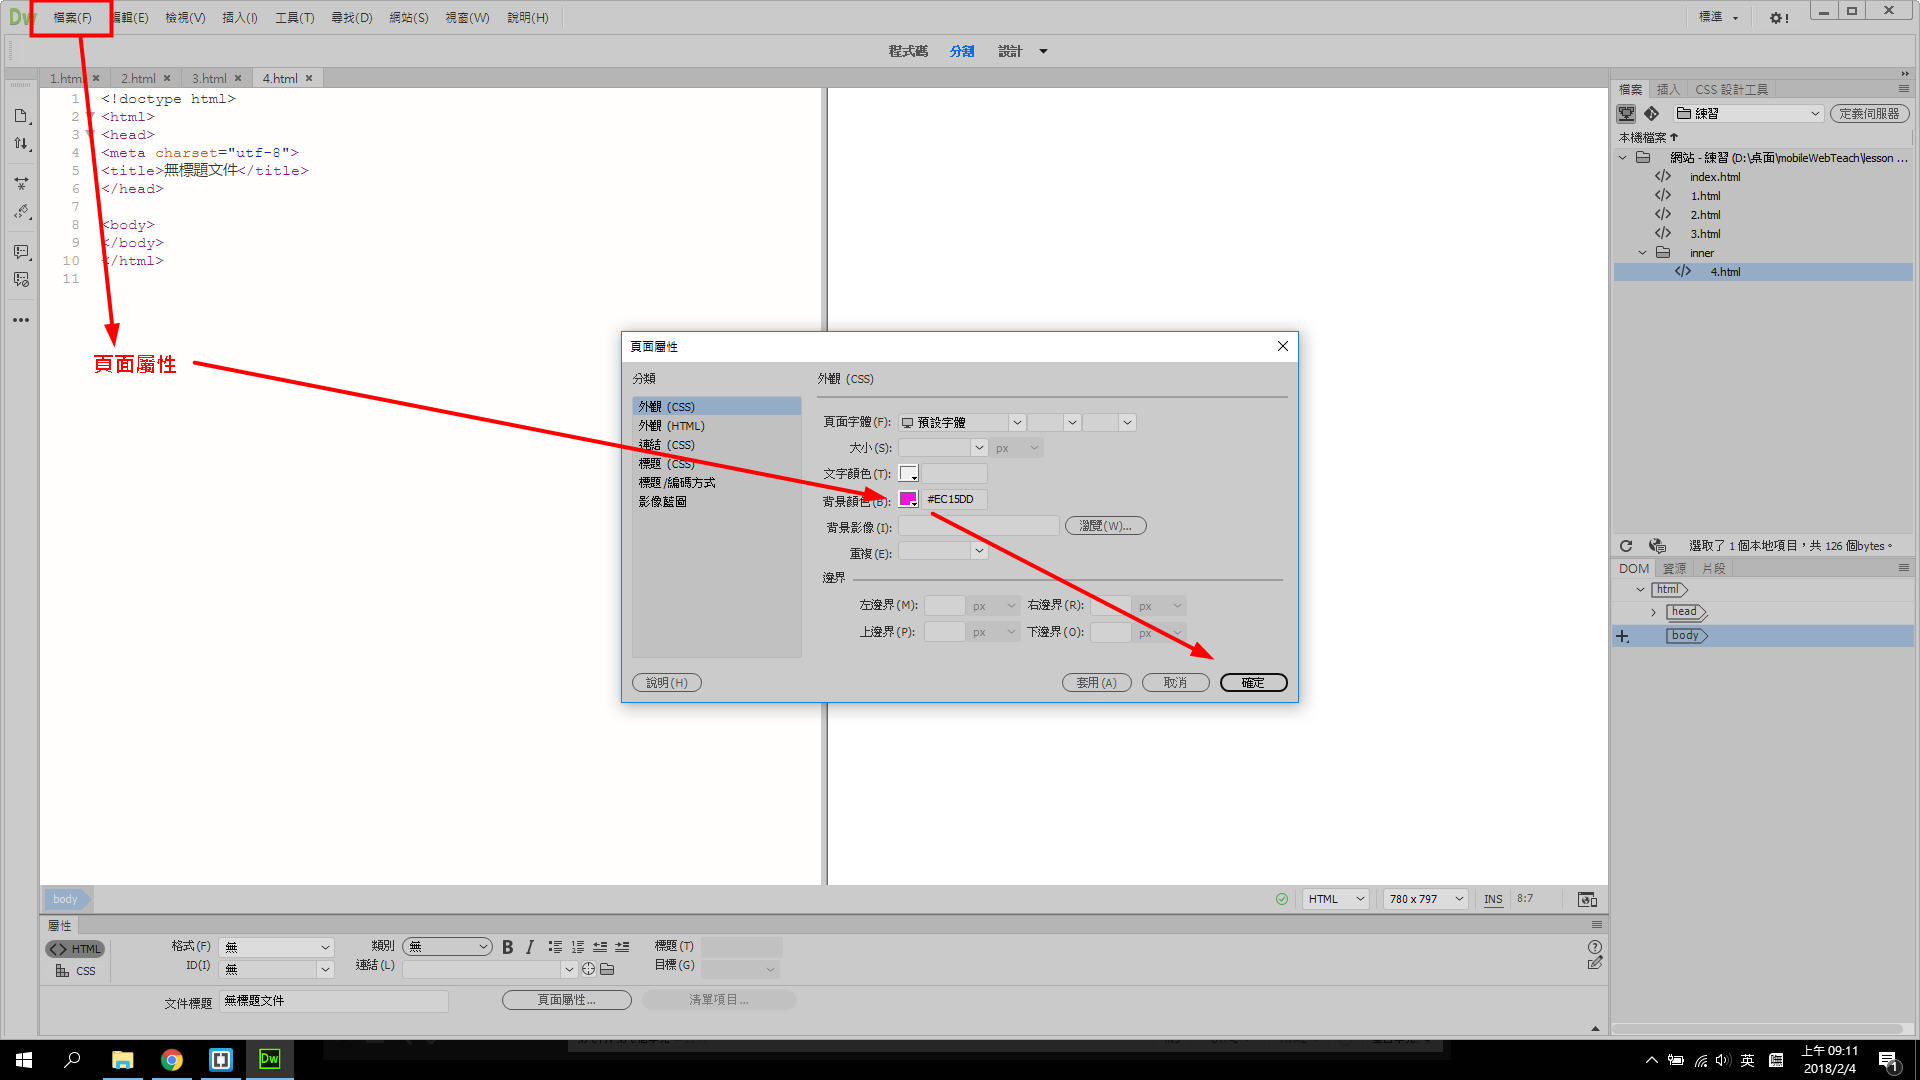 Dw 檔案(F) 編輯(E) 檢視(V) 插入(I) 工具(T) 尋找(D) 網站(S) 視窗(W) 說明(H) 標準
程式碼 分割 設計
1.html 2.html 3.html 4.html
1 <!doctype html>
2 <html>
3 <head>
4 <meta charset="utf-8">
5 <title>無標題文件</title>
6 </head>
7
8 <body>
9 </body>
10 </html>
11
頁面屬性
頁面屬性
分類
外觀 (CSS)
外觀 (HTML)
連結 (CSS)
標題 (CSS)
標題/編碼方式
影像藍圖
外觀 (CSS)
頁面字體(F): 預設字體
大小(S): px
文字顏色(T):
背景顏色(B): #EC15DD
背景影像(I): 瀏覽(W)...
重複(E):
邊界
左邊界(M): px 右邊界(R): px
上邊界(P): px 下邊界(O): px
說明(H) 套用(A) 取消 確定
檔案 插入 CSS 設計工具
練習 定義伺服器
本機檔案
網站 - 練習 (D:\桌面\mobileWebTeach\lesson ...
index.html
1.html
2.html
3.html
inner
4.html
選取了 1 個本地項目，共 126 個bytes。
DOM 資源 片段
html
head
body
body HTML 780 x 797 INS 8:7
屬性
HTML 格式(F) 無 類別 無 B I 標題(T)
CSS ID(I) 無 連結(L) 目標(G)
文件標題 無標題文件 頁面屬性... 清單項目...
Dw 英 上午 09:11
2018/2/4 1